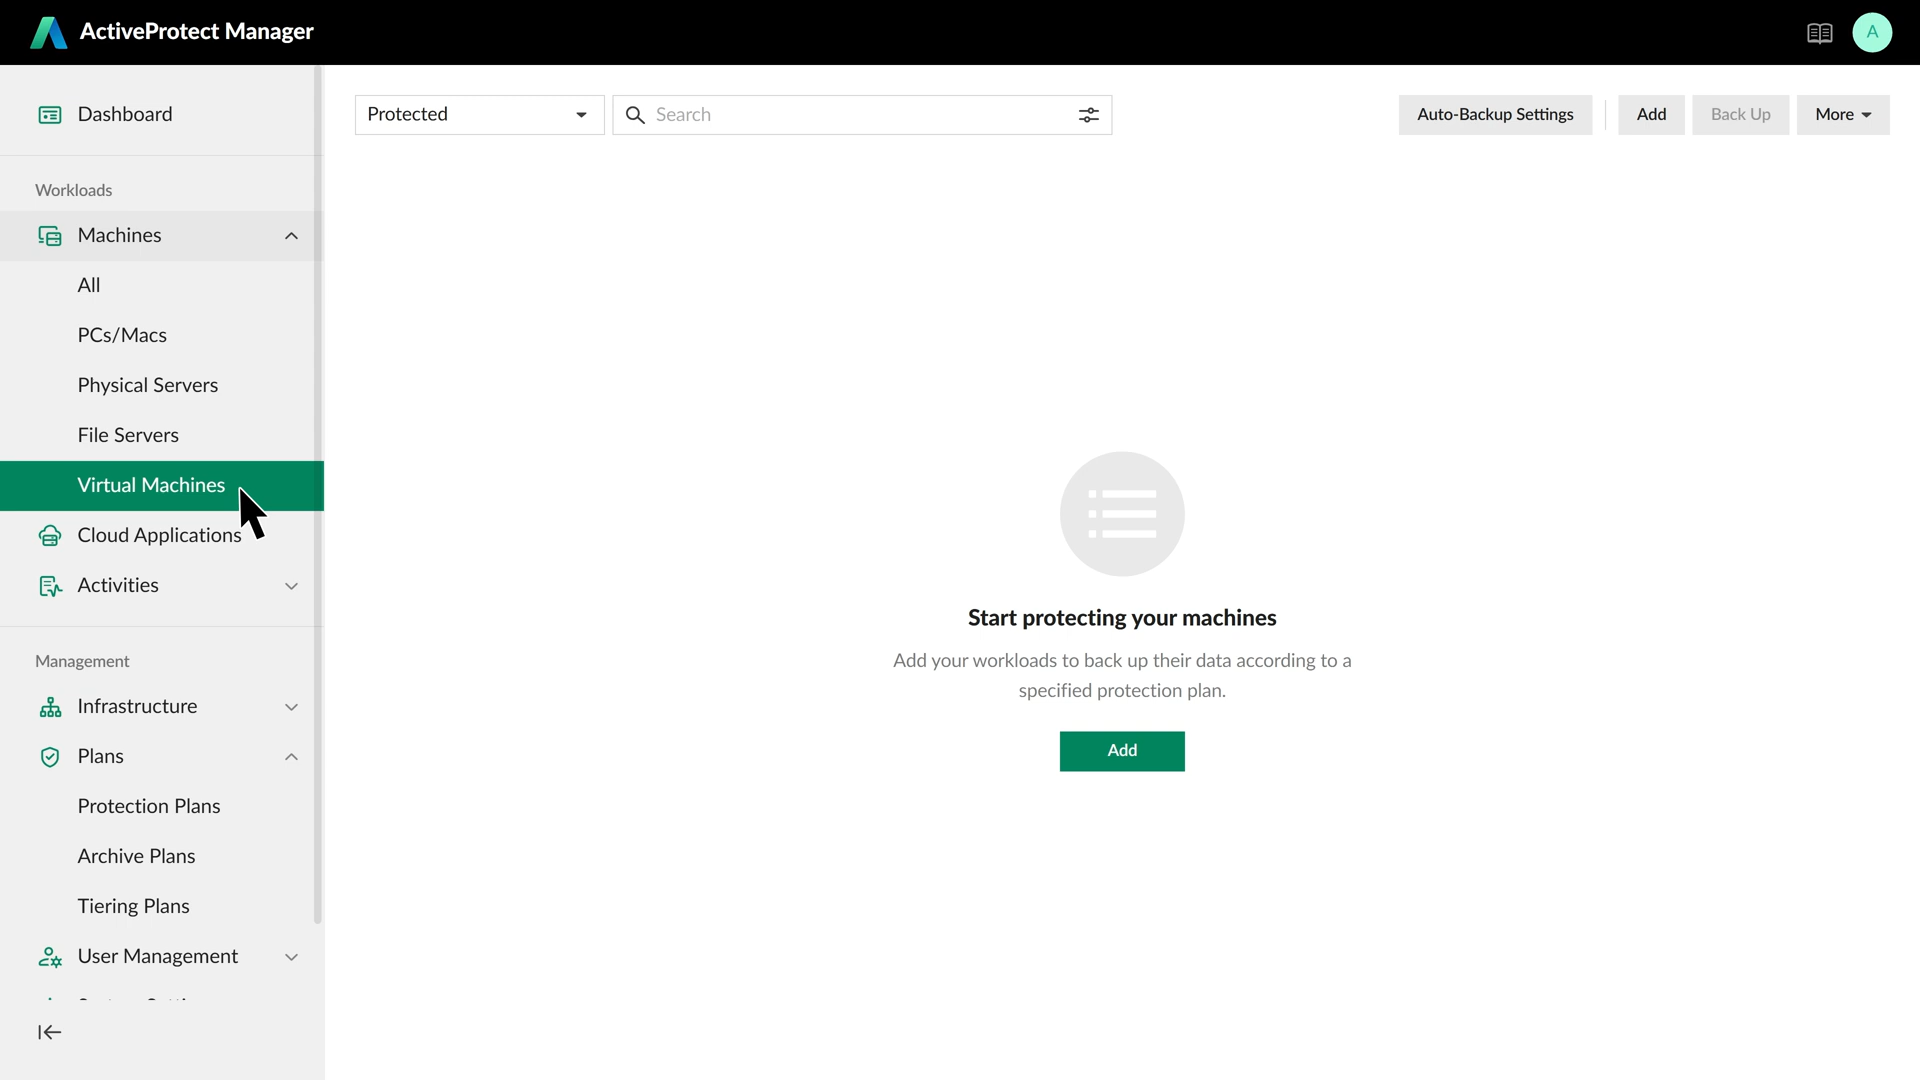 ActiveProtect Manager
A
Dashboard
Workloads
Machines
All
PCs/Macs
Physical Servers
File Servers
Virtual Machines
Cloud Applications
Activities
Management
Infrastructure
Plans
Protection Plans
Archive Plans
Tiering Plans
User Management
Protected
Search
Auto-Backup Settings
Add
Back Up
More
Start protecting your machines
Add your workloads to back up their data according to a
specified protection plan.
Add